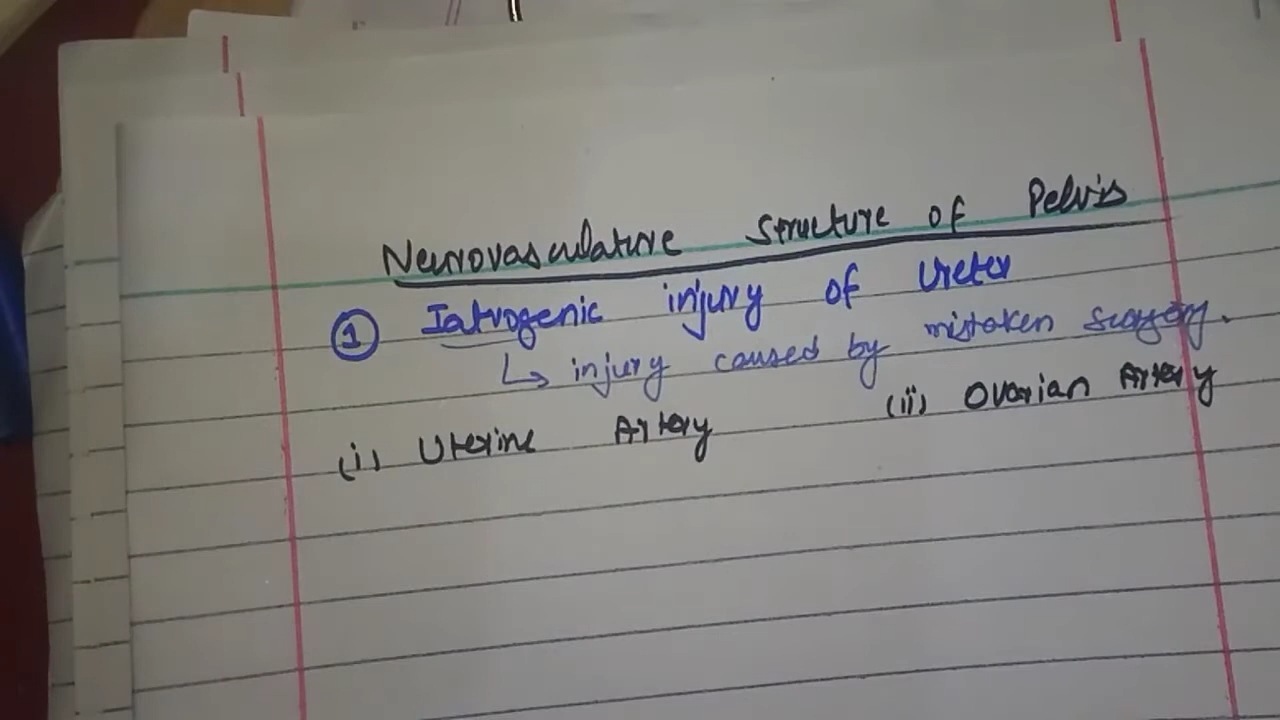 Neurovasculature Structure of Pelvis
① Iatrogenic injury of Ureter
↳ injury caused by mistaken surgery.
(i) Uterine Artery (ii) Ovarian Artery